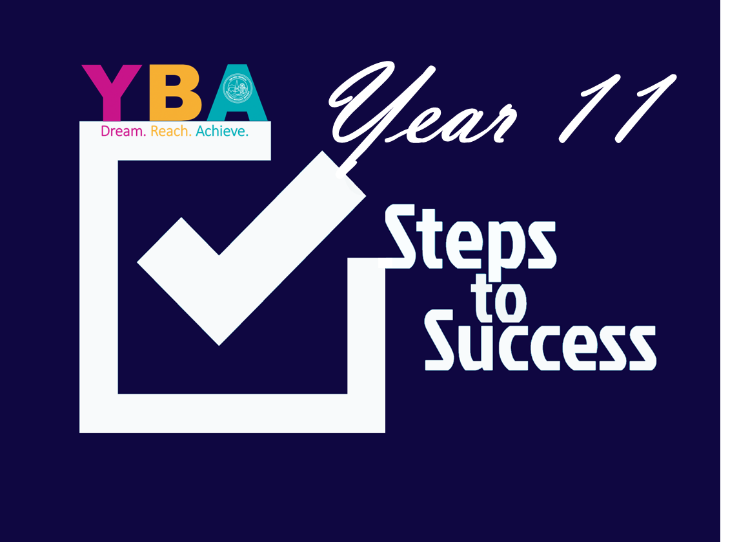 YBA
Dream. Reach. Achieve.
Year 11
Steps
to
Success